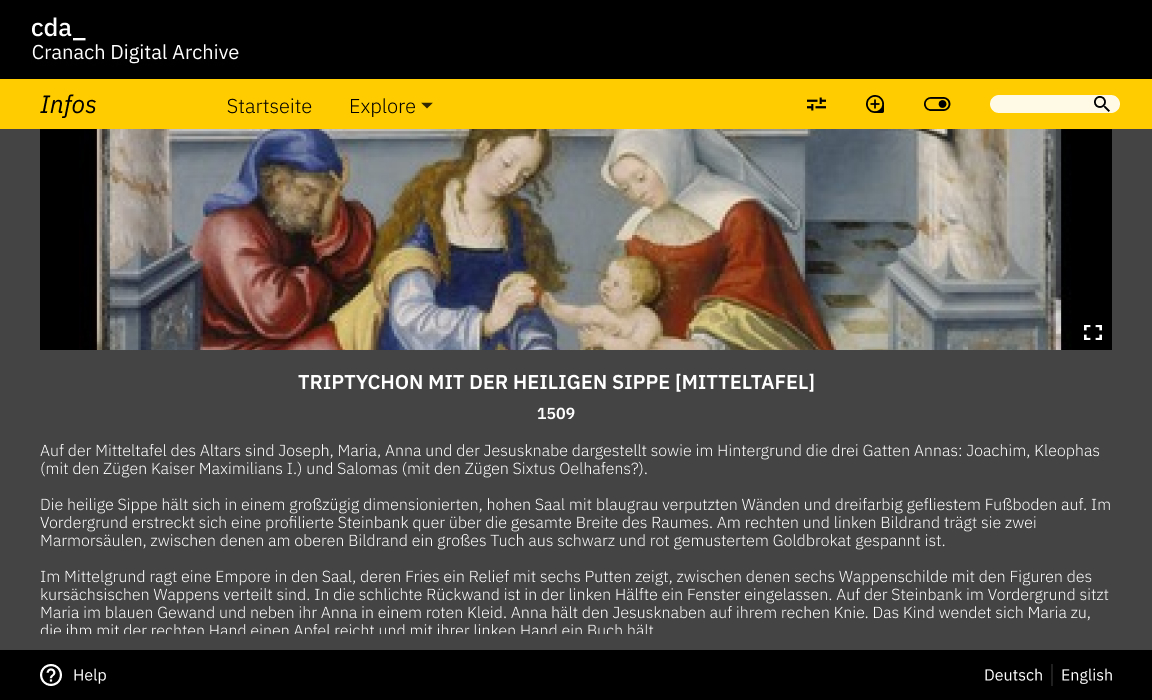 cda_
Cranach Digital Archive
Infos
Startseite
Explore
TRIPTYCHON MIT DER HEILIGEN SIPPE [MITTELTAFEL]
1509
Auf der Mitteltafel des Altars sind Joseph, Maria, Anna und der Jesusknabe dargestellt sowie im Hintergrund die drei Gatten Annas: Joachim, Kleophas
(mit den Zügen Kaiser Maximilians I.) und Salomas (mit den Zügen Sixtus Oelhafens?).
Die heilige Sippe hält sich in einem großzügig dimensionierten, hohen Saal mit blaugrau verputzten Wänden und dreifarbig gefliestem Fußboden auf. Im
Vordergrund erstreckt sich eine profilierte Steinbank quer über die gesamte Breite des Raumes. Am rechten und linken Bildrand trägt sie zwei
Marmorsäulen, zwischen denen am oberen Bildrand ein großes Tuch aus schwarz und rot gemustertem Goldbrokat gespannt ist.
Im Mittelgrund ragt eine Empore in den Saal, deren Fries ein Relief mit sechs Putten zeigt, zwischen denen sechs Wappenschilde mit den Figuren des
kursächsischen Wappens verteilt sind. In die schlichte Rückwand ist in der linken Hälfte ein Fenster eingelassen. Auf der Steinbank im Vordergrund sitzt
Maria im blauen Gewand und neben ihr Anna in einem roten Kleid. Anna hält den Jesusknaben auf ihrem rechen Knie. Das Kind wendet sich Maria zu,
die ihm mit der rechten Hand einen Apfel reicht und mit ihrer linken Hand ein Buch hält.
Help
Deutsch
English